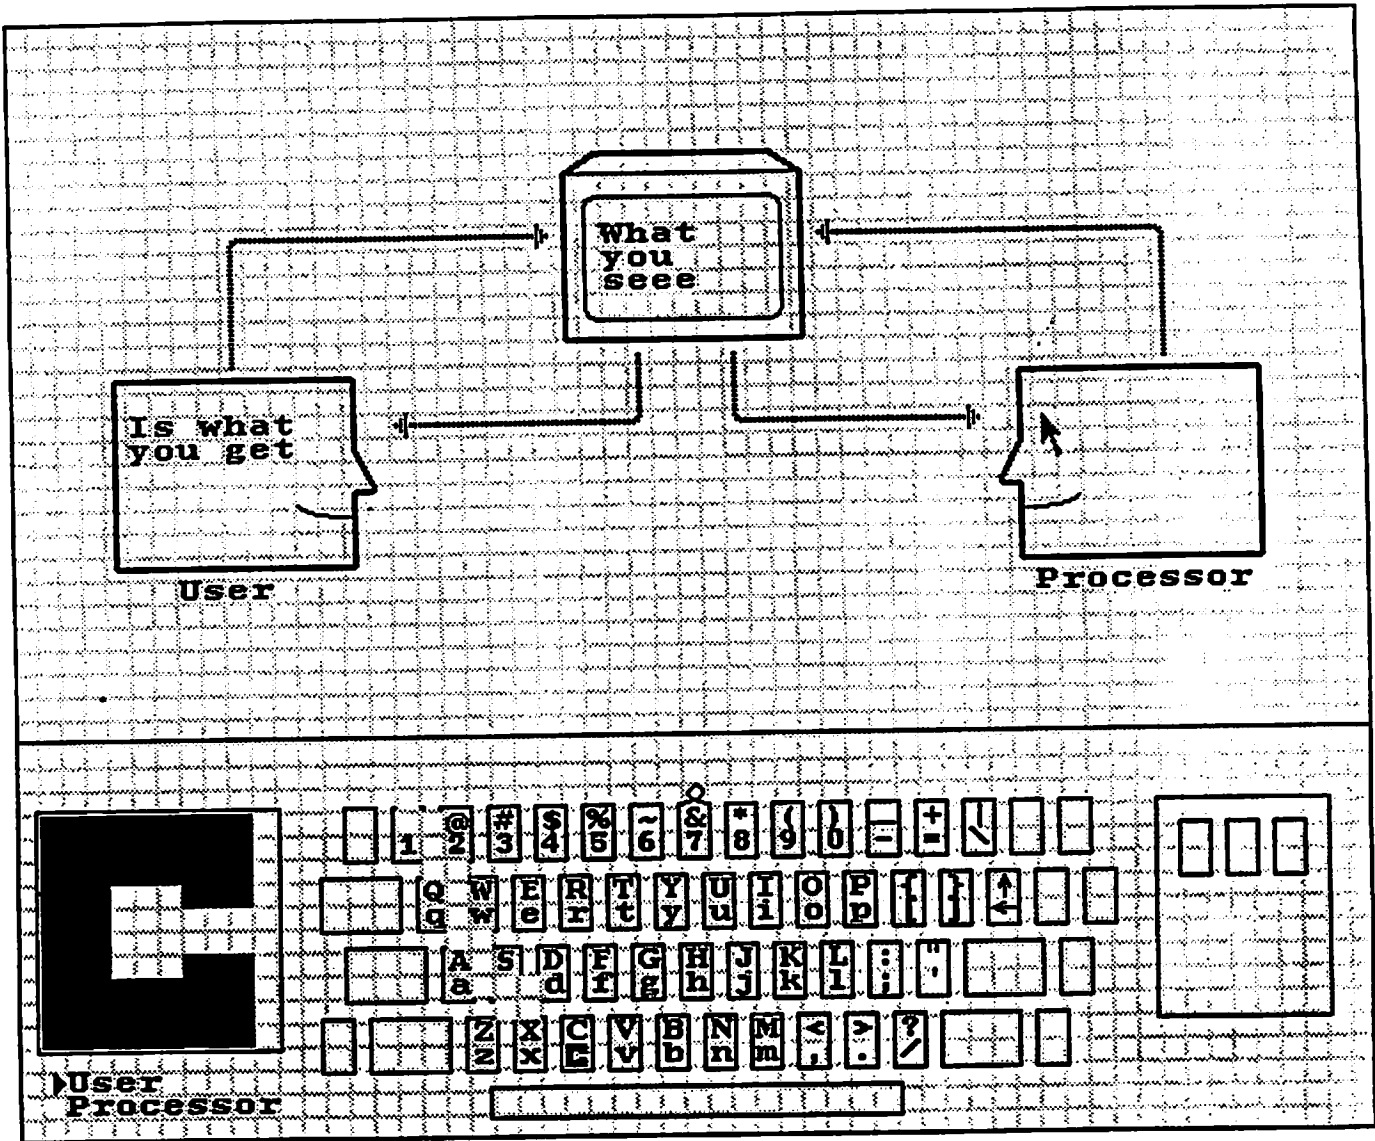 What
you
seee
Is what
you get
User
Processor
1 @ 2 # 3 $ 4 % 5 ~ 6 & 7 * 8 ( 9 ) 0 _ - + = | \
Q q W w E e R r T t Y y U u I i O o P p { [ } ] ↑ ←
A a S D d F f G g H h J j K k L l : ; " '
Z z X x C V v B b N n M m < , > . ? /
User
Processor